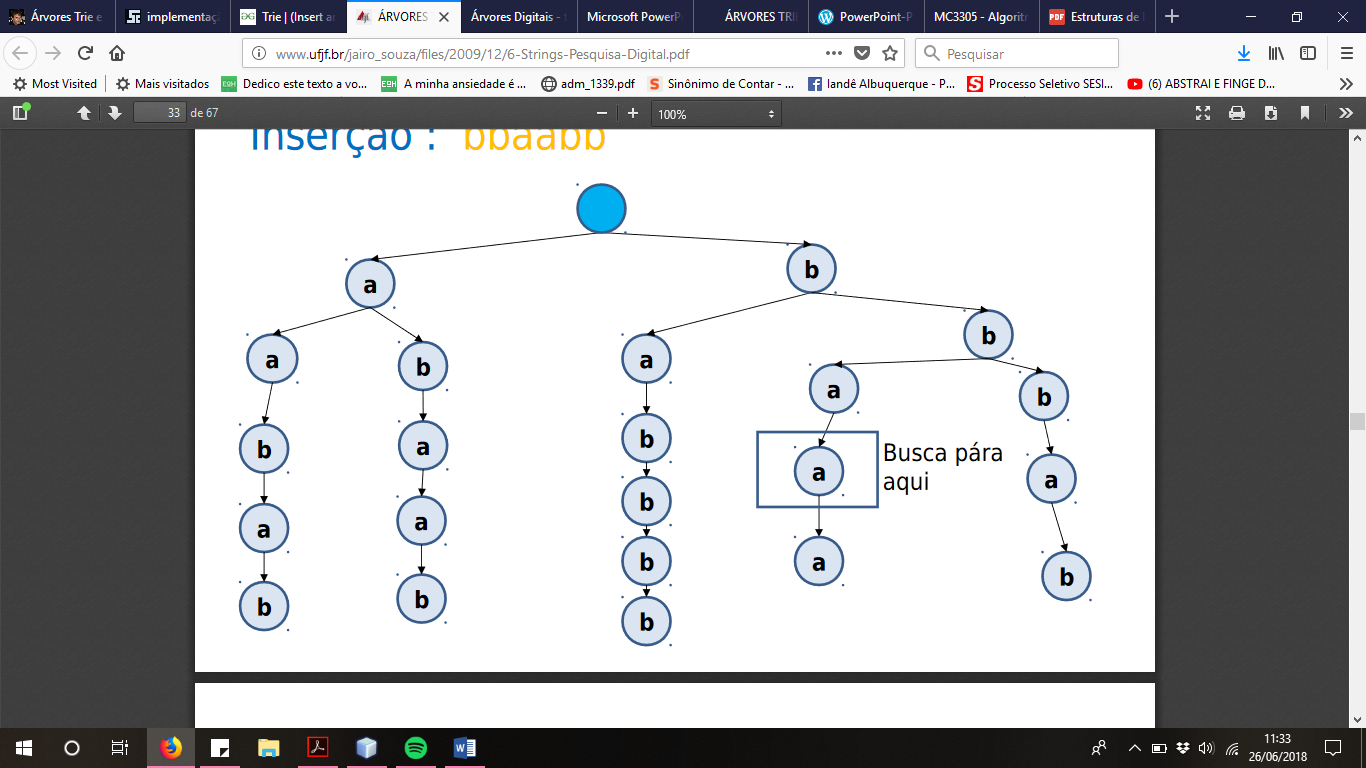 Árvores Trie e
implementaç
Trie | (Insert ar
ÁRVORES
Árvores Digitais -
Microsoft PowerP
ÁRVORES TRI
PowerPoint-P
MC3305 - Algorit
Estruturas de
www.ufjf.br/jairo_souza/files/2009/12/6-Strings-Pesquisa-Digital.pdf
Pesquisar
Most Visited
Mais visitados
Dedico este texto a vo...
A minha ansiedade é ...
adm_1339.pdf
Sinônimo de Contar - ...
Iandê Albuquerque - P...
Processo Seletivo SESI...
(6) ABSTRAI E FINGE D...
33 de 67
100%
Inserção : bbaabb
a b
a b a b
b a b a b
a a b a Busca pára aqui a
b b b a b
b
11:33
26/06/2018